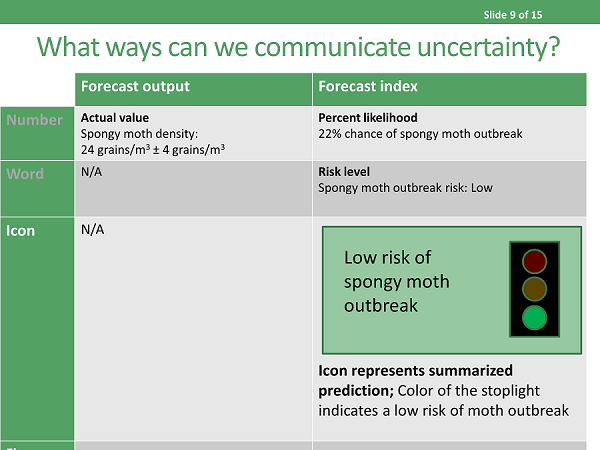 Slide 9 of 15
What ways can we communicate uncertainty?
Forecast output
Forecast index
Number
Actual value
Spongy moth density:
24 grains/m³ ± 4 grains/m³
Percent likelihood
22% chance of spongy moth outbreak
Word
N/A
Risk level
Spongy moth outbreak risk: Low
Icon
N/A
Low risk of
spongy moth
outbreak
Icon represents summarized
prediction; Color of the stoplight
indicates a low risk of moth outbreak